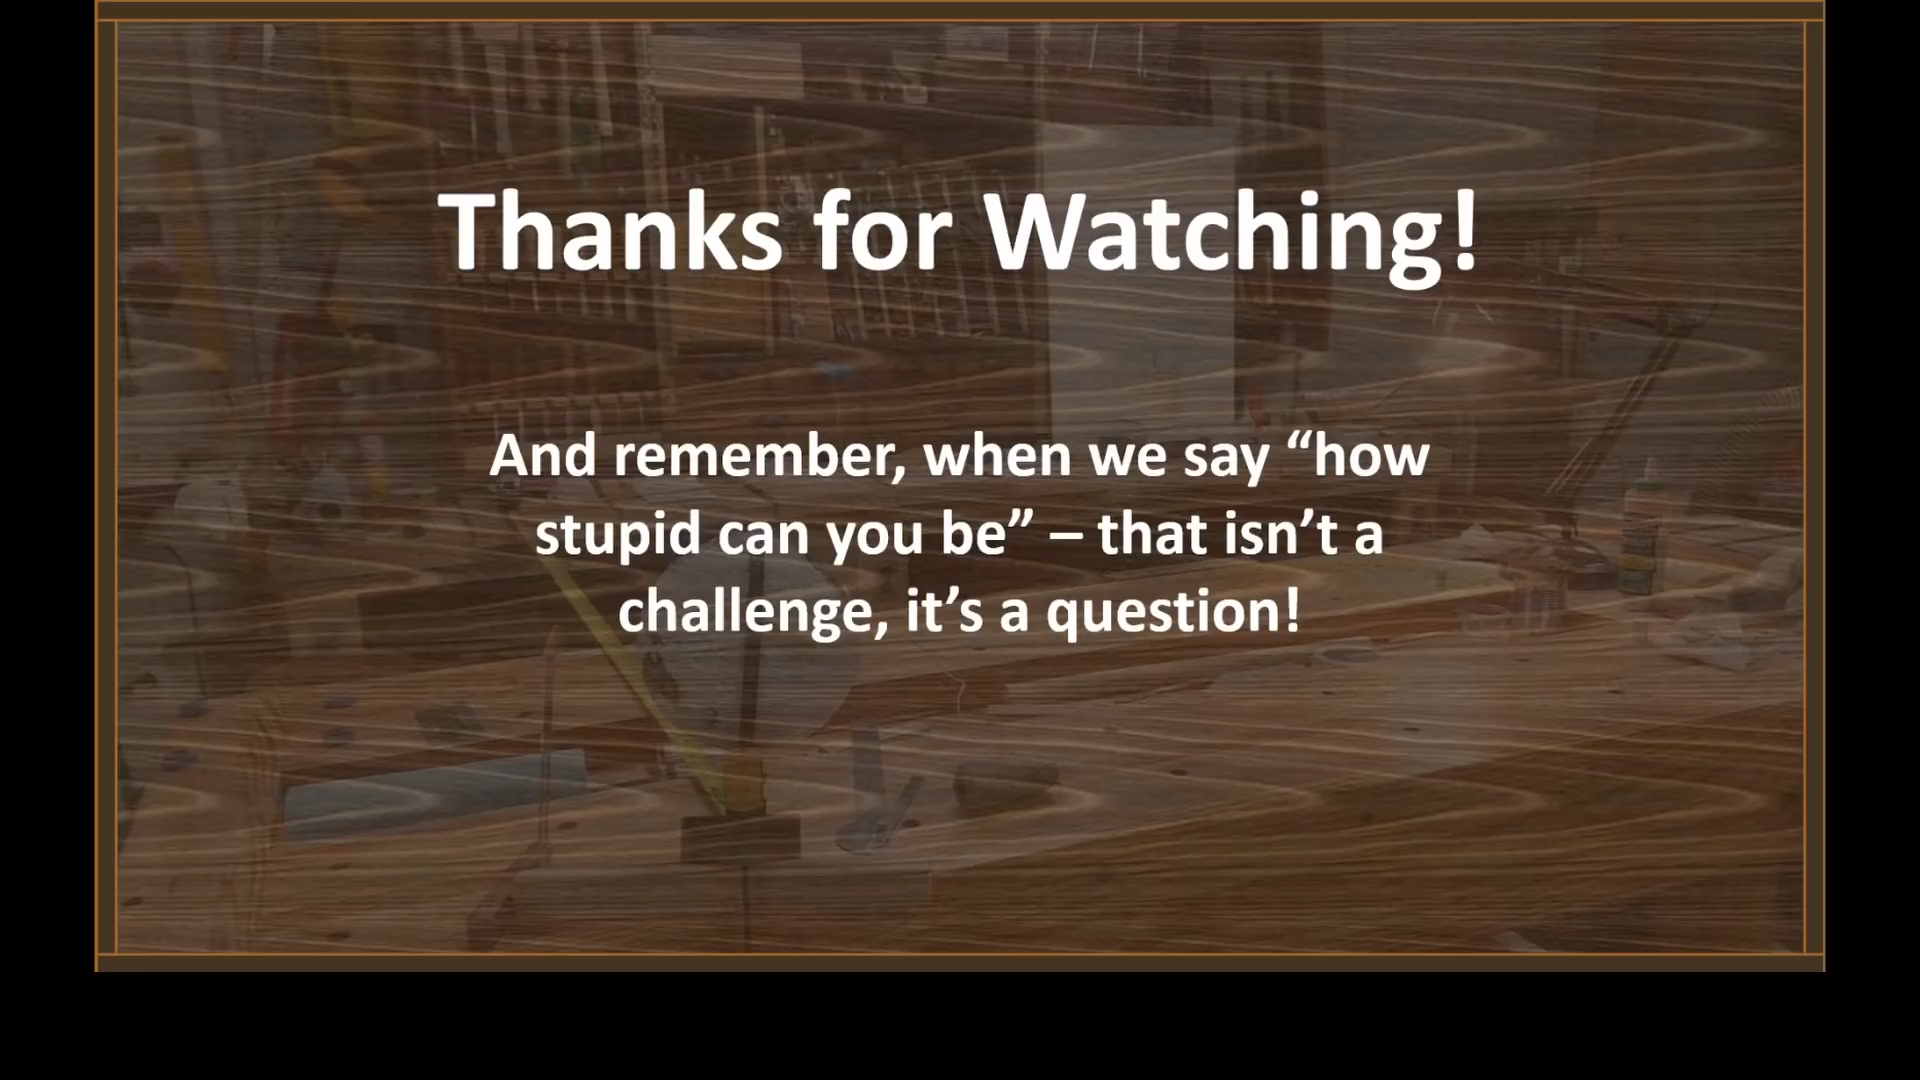 Thanks for Watching!
And remember, when we say “how
stupid can you be” – that isn’t a
challenge, it’s a question!